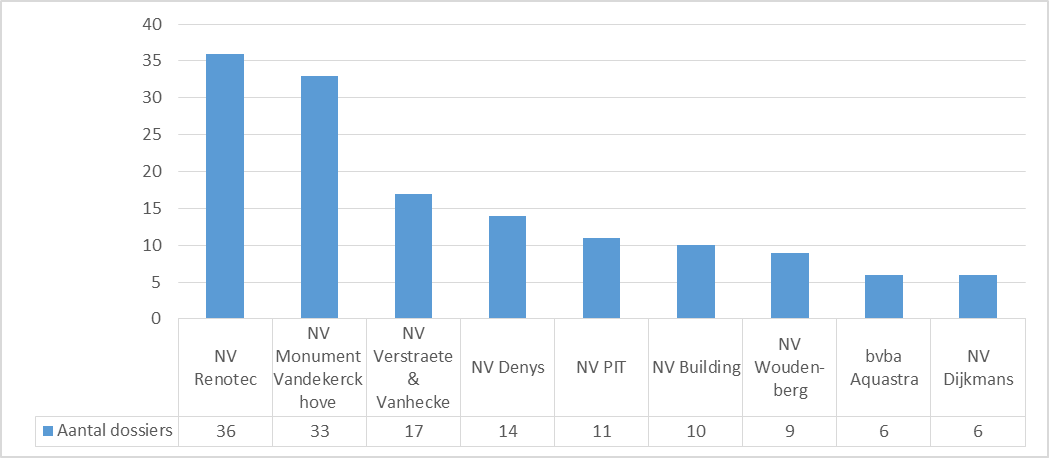 40
35
30
25
20
15
10
5
0
NV
Renotec
NV
Monument
Vandekerck
hove
NV
Verstraete
&
Vanhecke
NV Denys
NV PIT
NV Building
NV
Wouden-
berg
bvba
Aquastra
NV
Dijkmans
Aantal dossiers 36 33 17 14 11 10 9 6 6